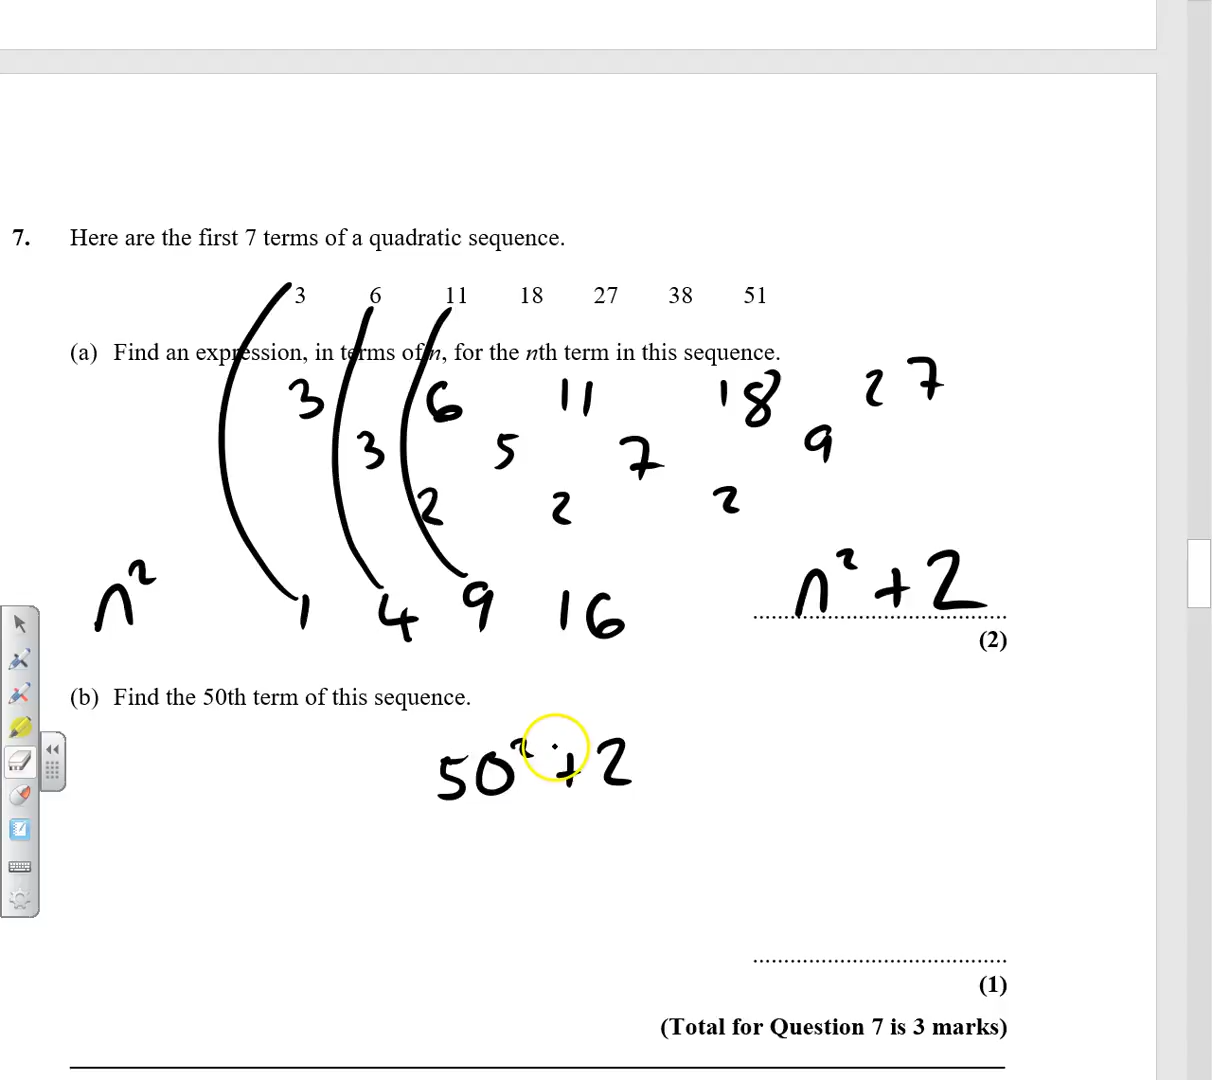 7. Here are the first 7 terms of a quadratic sequence.
3 6 11 18 27 38 51
(a) Find an expression, in terms of n, for the nth term in this sequence.
3 6 11 18 27
3 5 7 9
2 2 2
n² 1 4 9 16 n² + 2
(2)
(b) Find the 50th term of this sequence.
50² + 2
(1)
(Total for Question 7 is 3 marks)